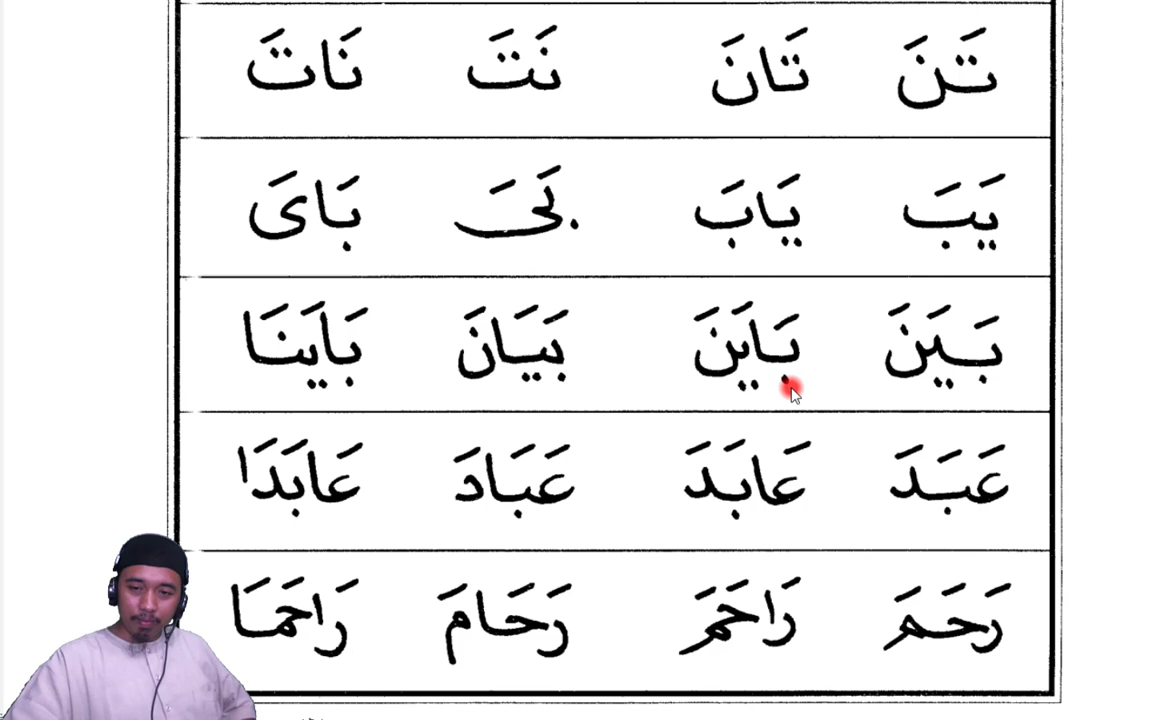 تَنَ تَانَ نَتَ نَاتَ
يَبَ يَابَ بَىَ بَاىَ
بَيَنَ بَايَنَ بَيَانَ بَايَنَا
عَبَدَ عَابَدَ عَبَادَ عَابَدَا
رَحَمَ رَاحَمَ رَحَامَ رَاحَمَا